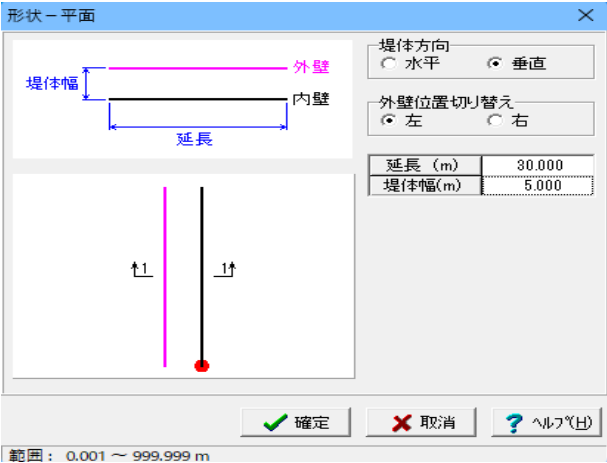 形状－平面
堤体幅
外壁
内壁
延長
堤体方向
水平
垂直
外壁位置切り替え
左
右
延長 (m) 30.000
堤体幅(m) 5.000
1 1
確定
取消
ﾍﾙﾌﾟ(H)
範囲： 0.001 ～ 999.999 m